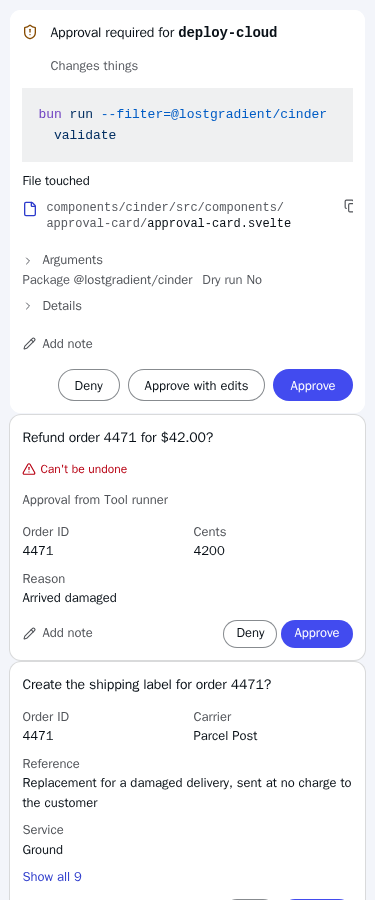 Approval required for deploy-cloud
Changes things
bun run --filter=@lostgradient/cinder
validate
File touched
components/cinder/src/components/
approval-card/approval-card.svelte
Arguments
Package @lostgradient/cinder Dry run No
Details
Add note
Deny Approve with edits Approve
Refund order 4471 for $42.00?
Can't be undone
Approval from Tool runner
Order ID Cents
4471 4200
Reason
Arrived damaged
Add note Deny Approve
Create the shipping label for order 4471?
Order ID Carrier
4471 Parcel Post
Reference
Replacement for a damaged delivery, sent at no charge to
the customer
Service
Ground
Show all 9